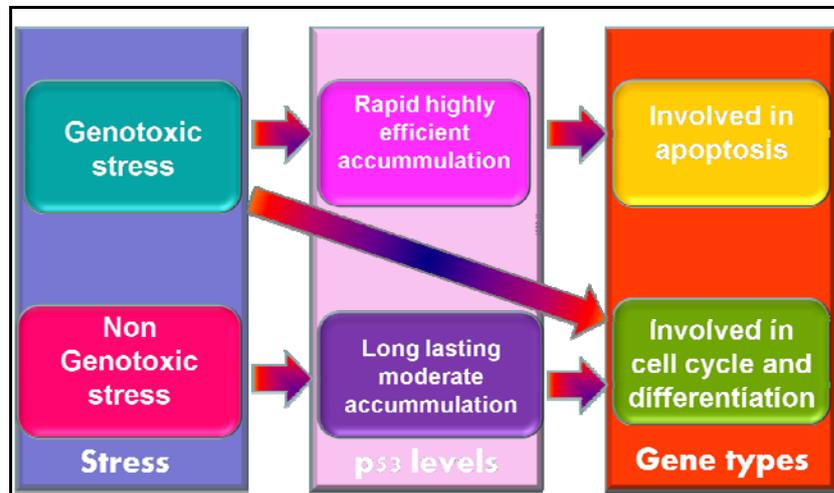 Genotoxic
stress
Rapid highly
efficient
accummulation
Involved in
apoptosis
Non
Genotoxic
stress
Long lasting
moderate
accummulation
Involved in
cell cycle and
differentiation
Stress
p53 levels
Gene types